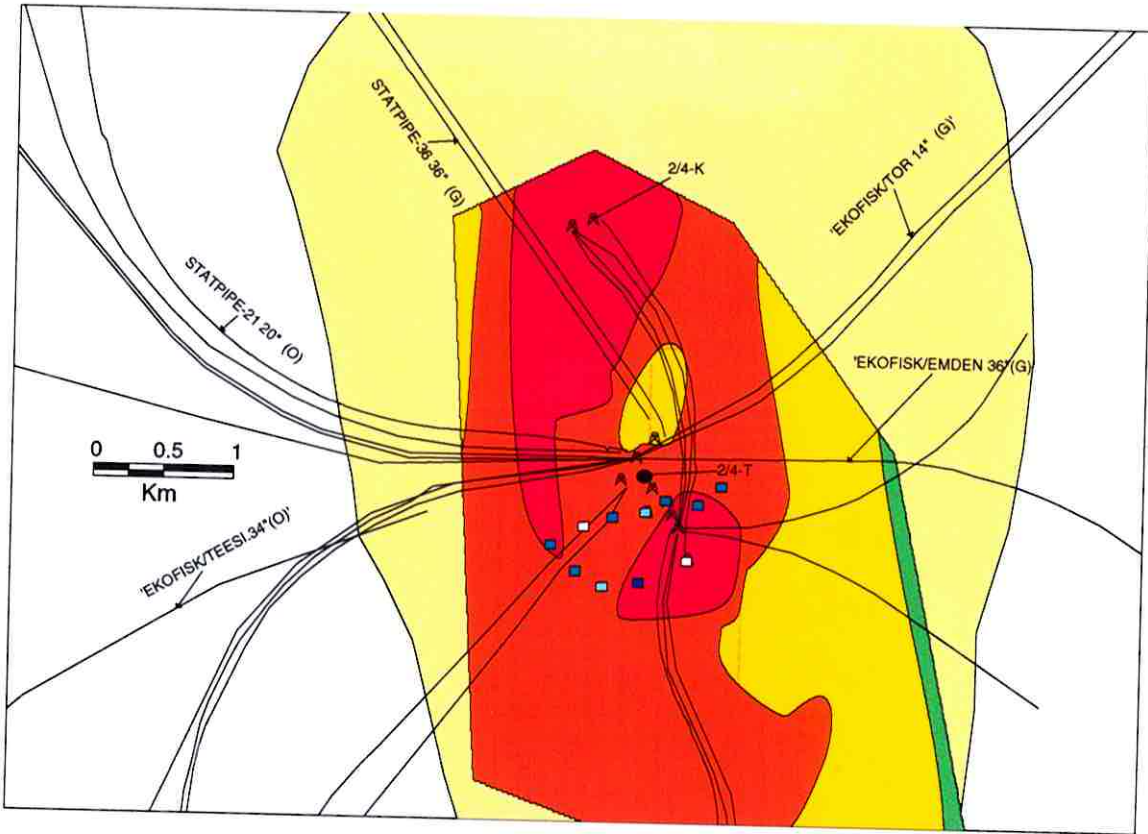 STATPIPE-36 36" (G)
2/4-K
'EKOFISK/TOR 14" (G)'
STATPIPE-21 20" (O)
'EKOFISK/EMDEN 36"(G)
0 0.5 1
Km
2/4-T
'EKOFISK/TEESI.34"(O)'